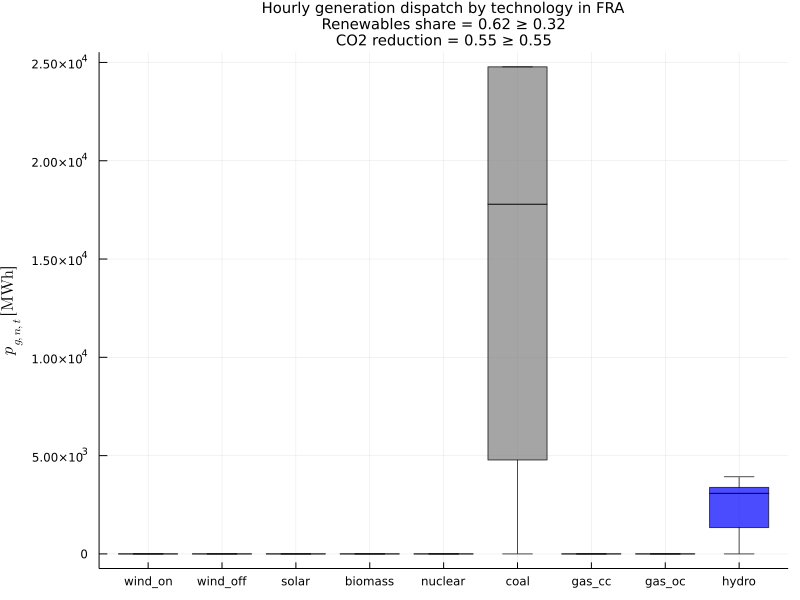 Hourly generation dispatch by technology in FRA
Renewables share = 0.62 ≥ 0.32
CO2 reduction = 0.55 ≥ 0.55
2.50×10⁴
2.00×10⁴
1.50×10⁴
1.00×10⁴
5.00×10³
0
p_{g,n,t}[MWh]
wind_on wind_off solar biomass nuclear coal gas_cc gas_oc hydro